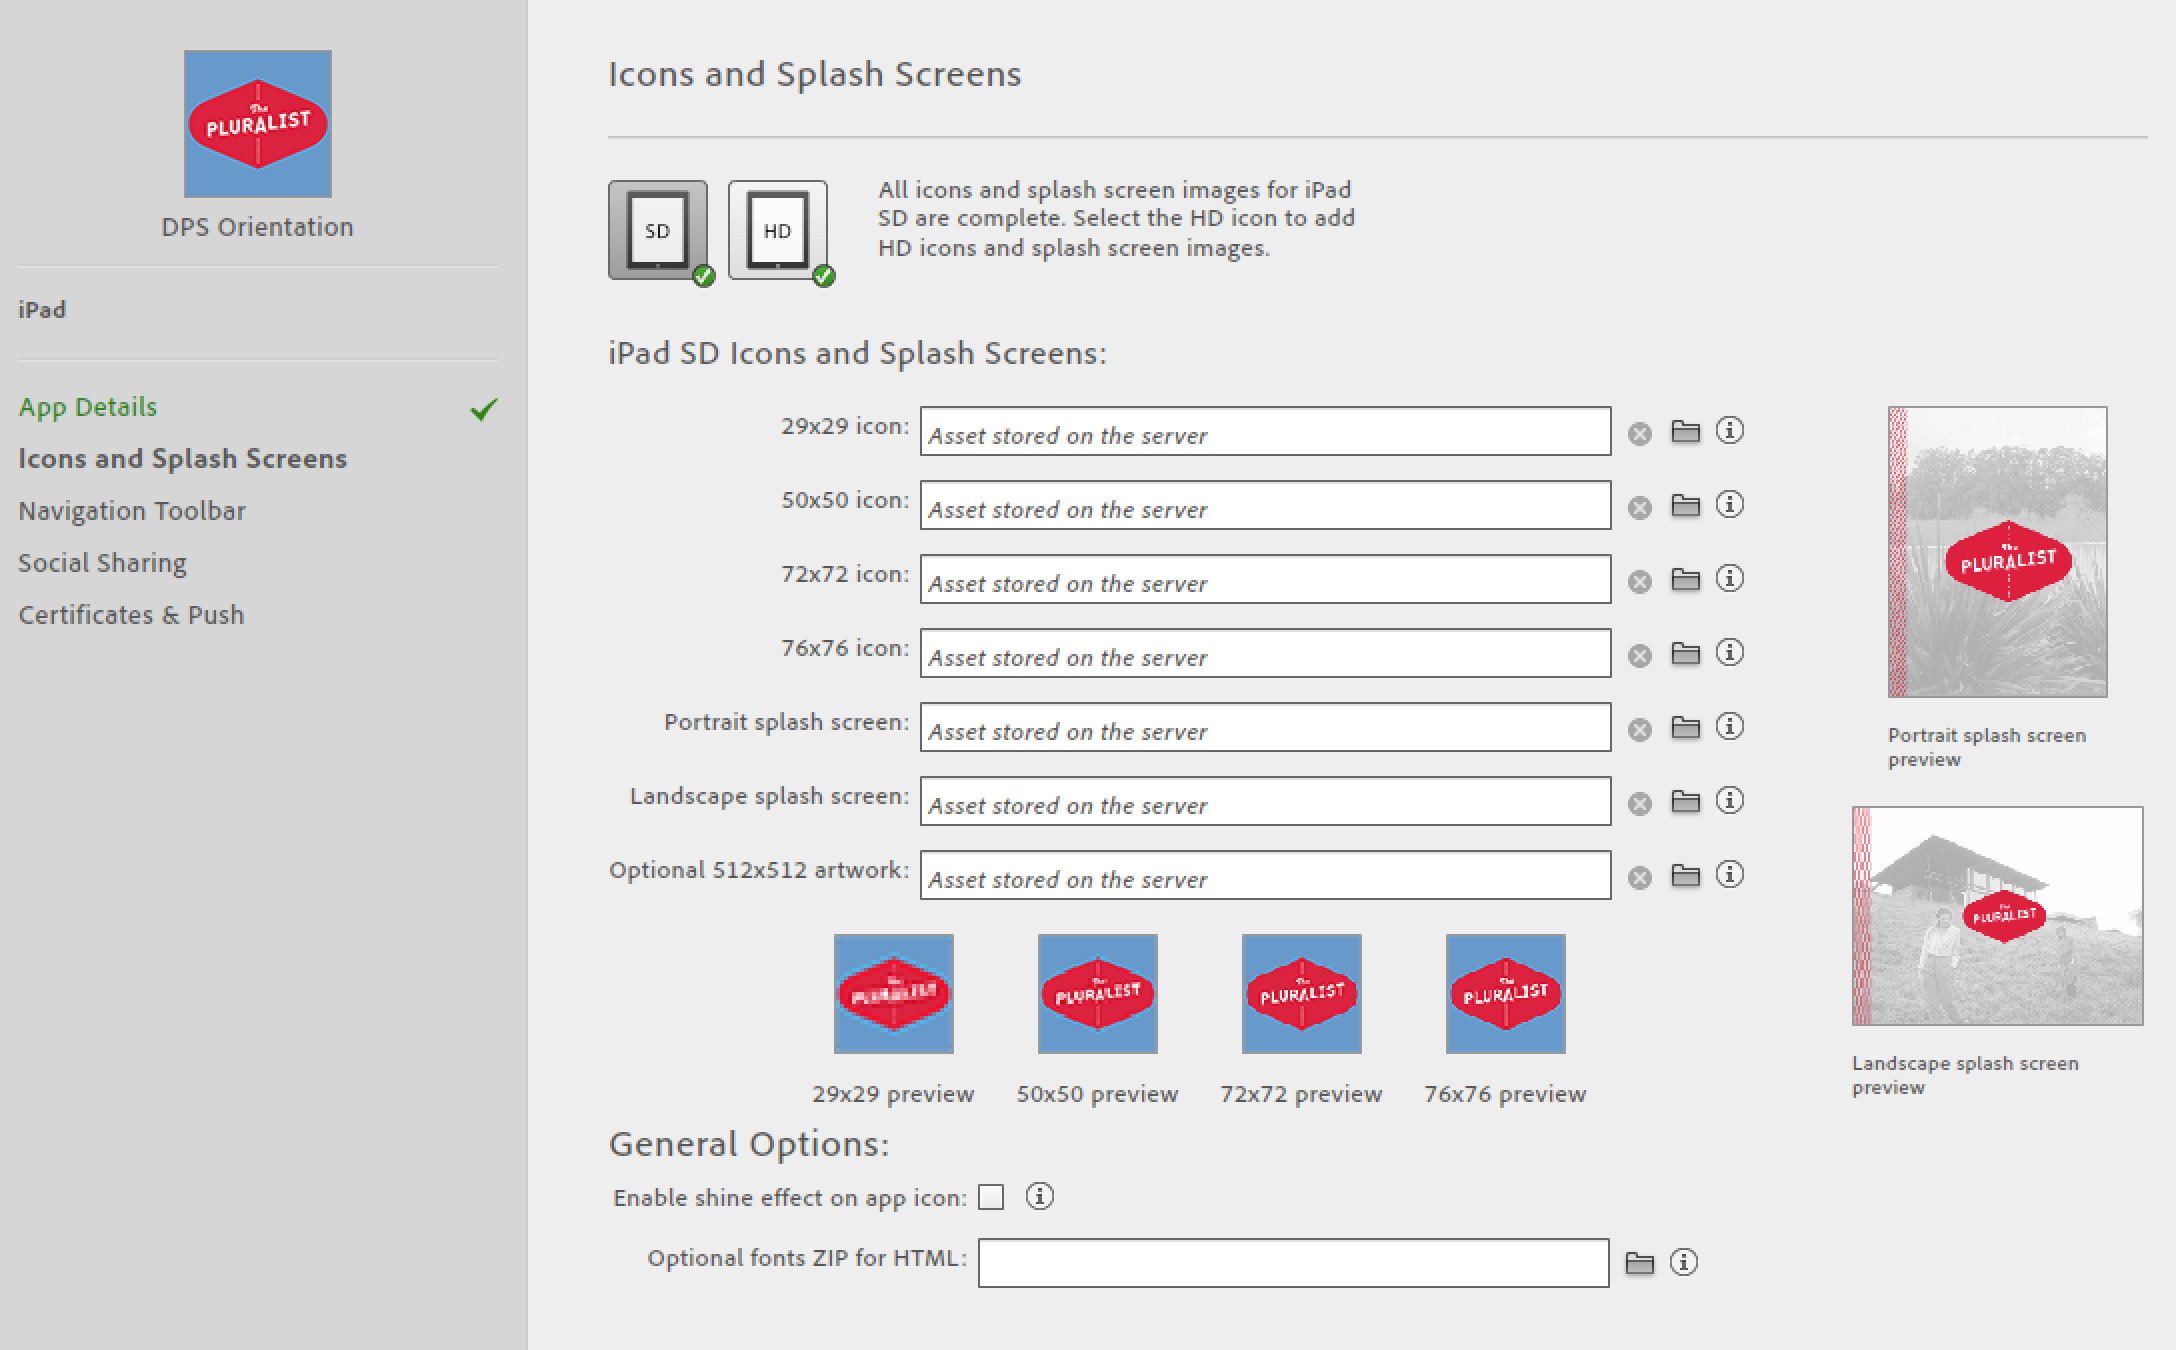 The
PLURALIST
DPS Orientation
iPad
App Details
Icons and Splash Screens
Navigation Toolbar
Social Sharing
Certificates & Push
Icons and Splash Screens
SD
HD
All icons and splash screen images for iPad
SD are complete. Select the HD icon to add
HD icons and splash screen images.
iPad SD Icons and Splash Screens:
29x29 icon: Asset stored on the server
50x50 icon: Asset stored on the server
72x72 icon: Asset stored on the server
76x76 icon: Asset stored on the server
Portrait splash screen: Asset stored on the server
Landscape splash screen: Asset stored on the server
Optional 512x512 artwork: Asset stored on the server
The
PLURALIST
Portrait splash screen
preview
The
PLURALIST
Landscape splash screen
preview
The
PLURALIST
The
PLURALIST
The
PLURALIST
The
PLURALIST
29x29 preview
50x50 preview
72x72 preview
76x76 preview
General Options:
Enable shine effect on app icon:
Optional fonts ZIP for HTML: